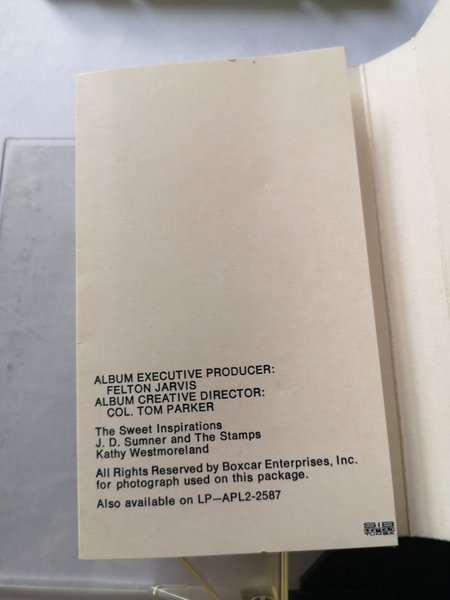 ALBUM EXECUTIVE PRODUCER:
FELTON JARVIS
ALBUM CREATIVE DIRECTOR:
COL. TOM PARKER
The Sweet Inspirations
J. D. Sumner and The Stamps
Kathy Westmoreland
All Rights Reserved by Boxcar Enterprises, Inc.
for photograph used on this package.
Also available on LP—APL2-2587